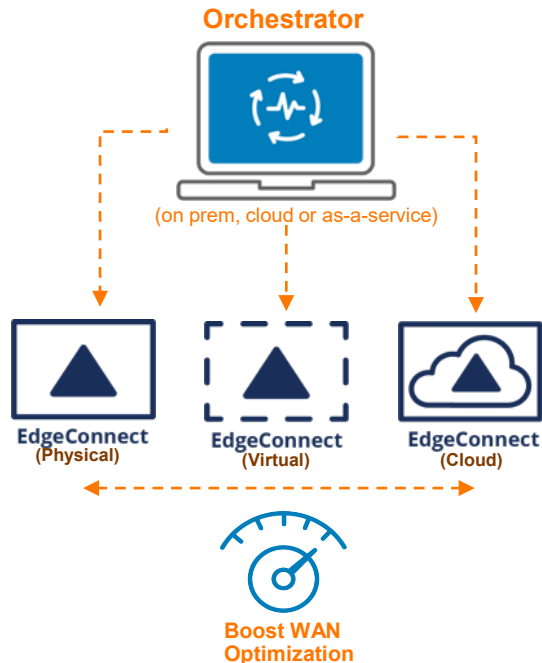 Orchestrator
(on prem, cloud or as-a-service)
EdgeConnect
(Physical)
EdgeConnect
(Virtual)
EdgeConnect
(Cloud)
Boost WAN
Optimization